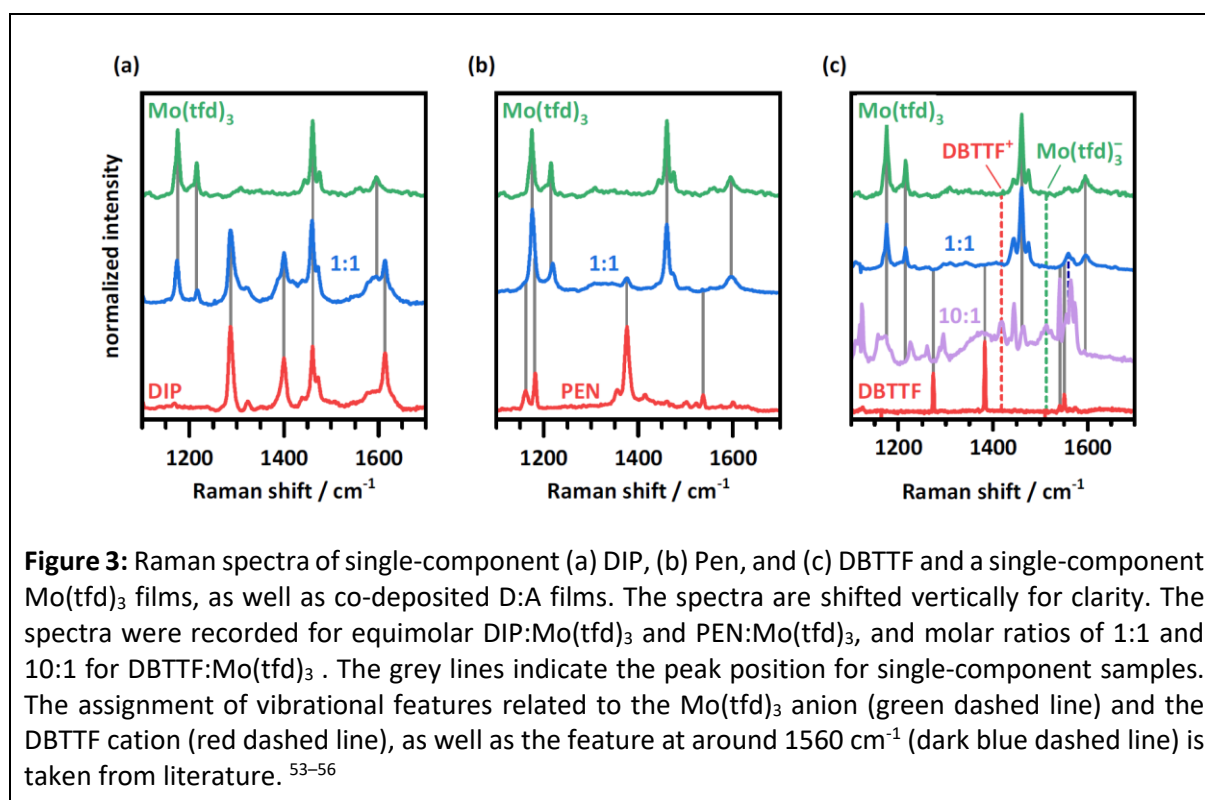 (a)
(b)
(c)
normalized intensity
Mo(tfd)₃
1:1
DIP
1200 1400 1600
Raman shift / cm⁻¹
Mo(tfd)₃
1:1
PEN
1200 1400 1600
Raman shift / cm⁻¹
Mo(tfd)₃
DBTTF⁺
Mo(tfd)₃⁻
1:1
10:1
DBTTF
1200 1400 1600
Raman shift / cm⁻¹
Figure 3: Raman spectra of single-component (a) DIP, (b) Pen, and (c) DBTTF and a single-component
Mo(tfd)₃ films, as well as co-deposited D:A films. The spectra are shifted vertically for clarity. The
spectra were recorded for equimolar DIP:Mo(tfd)₃ and PEN:Mo(tfd)₃, and molar ratios of 1:1 and
10:1 for DBTTF:Mo(tfd)₃ . The grey lines indicate the peak position for single-component samples.
The assignment of vibrational features related to the Mo(tfd)₃ anion (green dashed line) and the
DBTTF cation (red dashed line), as well as the feature at around 1560 cm⁻¹ (dark blue dashed line) is
taken from literature. ⁵³⁻⁵⁶